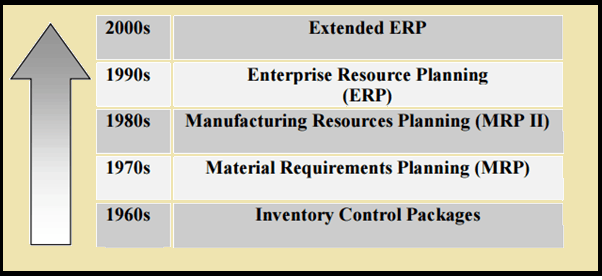 2000s Extended ERP
1990s Enterprise Resource Planning
(ERP)
1980s Manufacturing Resources Planning (MRP II)
1970s Material Requirements Planning (MRP)
1960s Inventory Control Packages